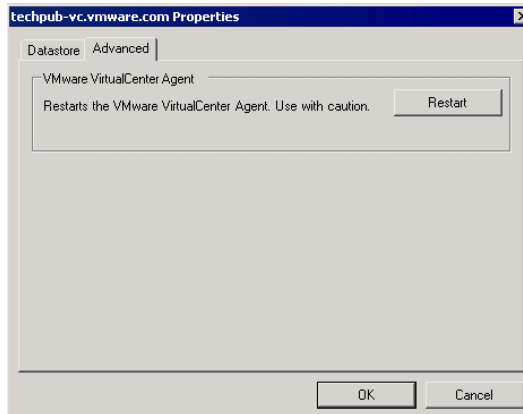 techpub-vc.vmware.com Properties
Datastore Advanced
VMware VirtualCenter Agent
Restarts the VMware VirtualCenter Agent. Use with caution. Restart
OK Cancel